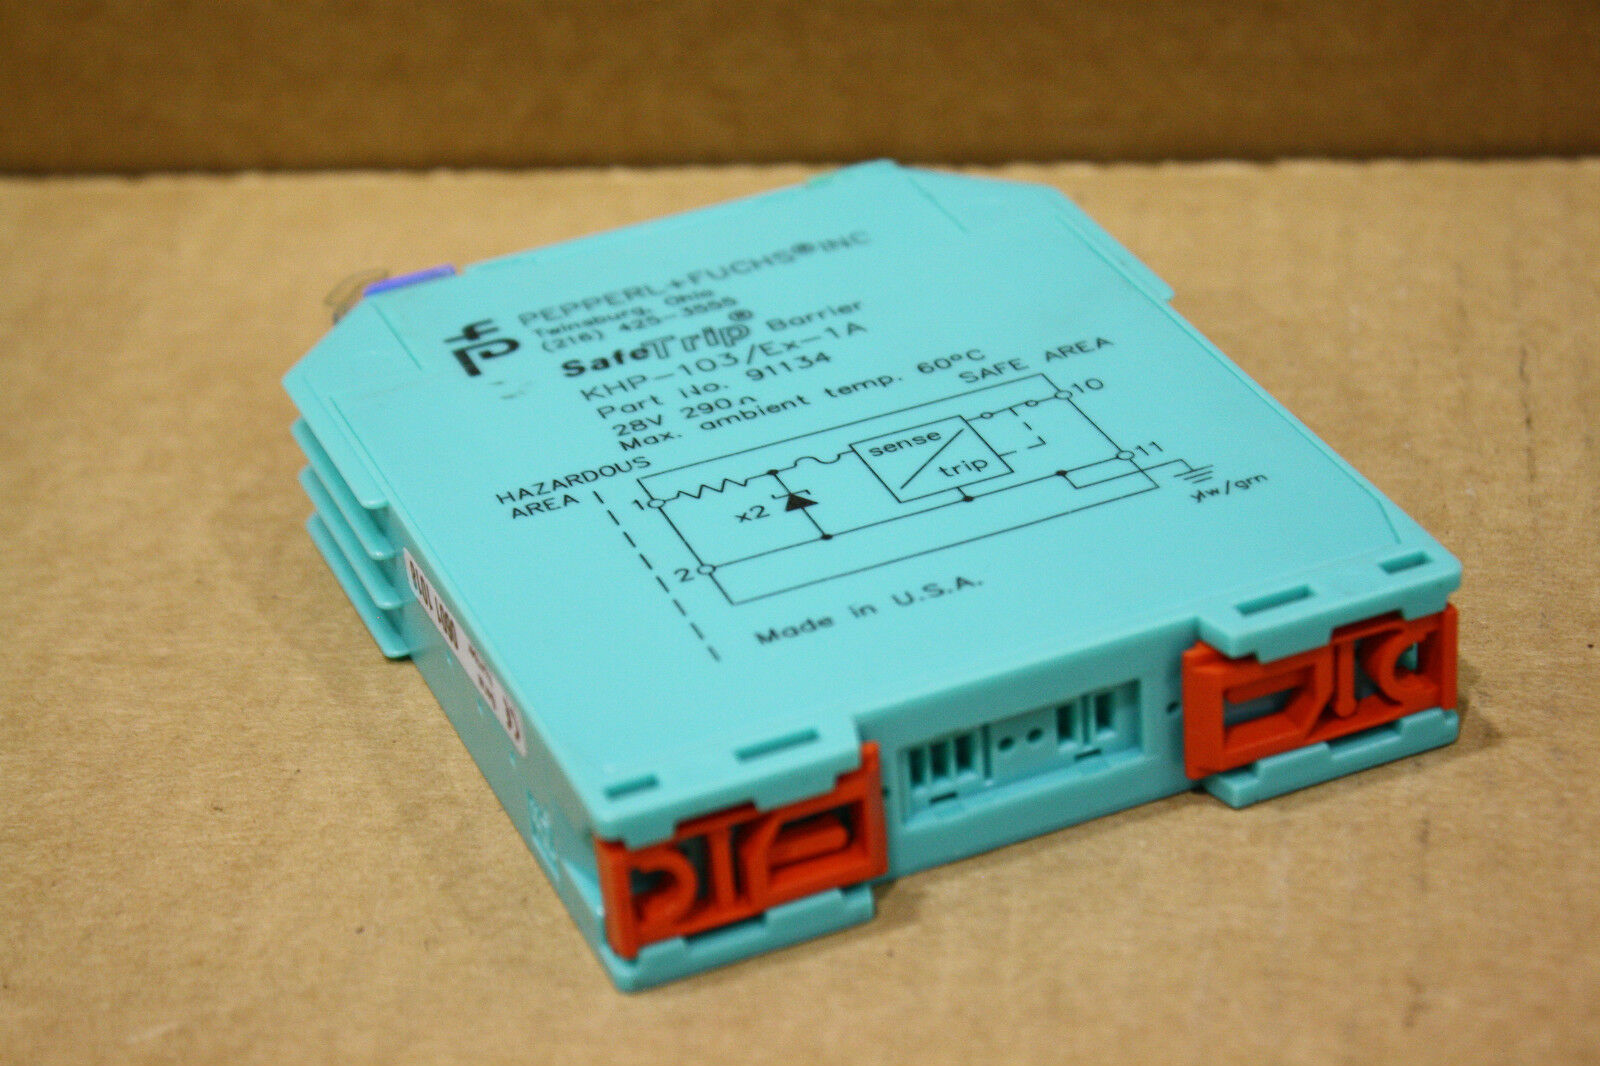 PEPPERL+FUCHS® INC
Twinsburg, Ohio
(216) 425-3555
SafeTrip® Barrier
KHP-103/Ex-1A
Part No. 91134
28V 290Ω
Max. ambient temp. 60°C
HAZARDOUS
AREA
SAFE AREA
1
2
x2
sense
trip
10
11
ylw/grn
Made in U.S.A.